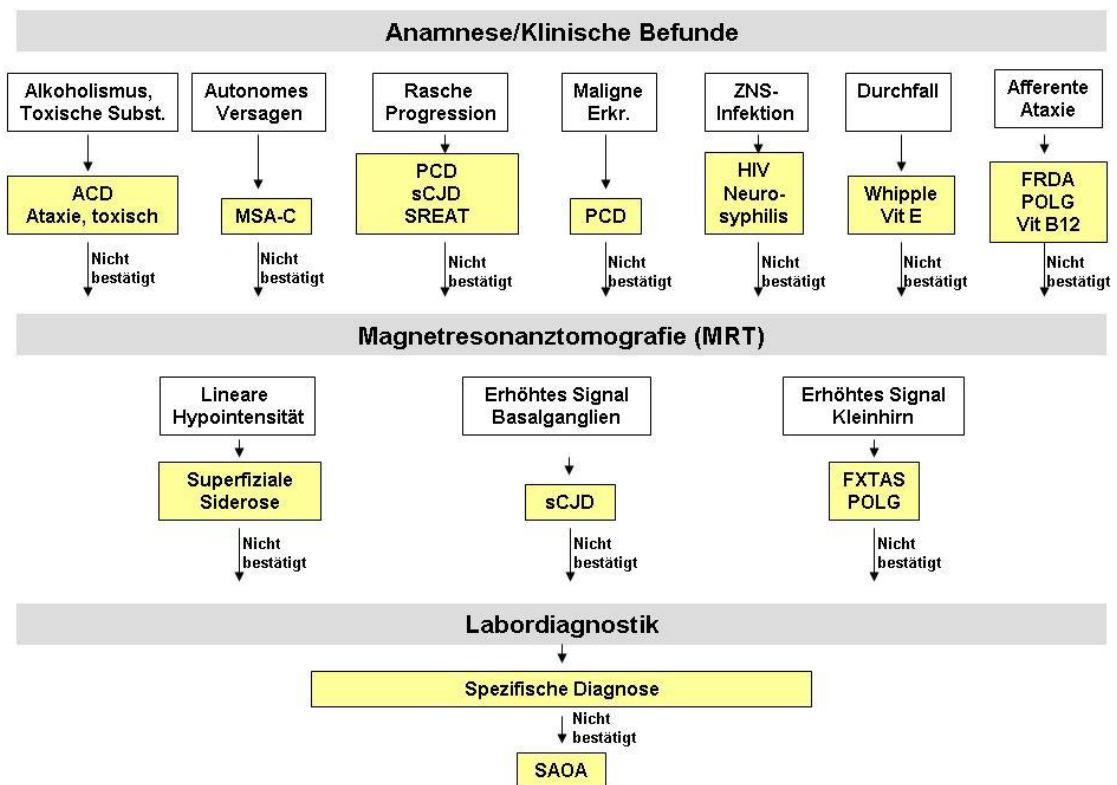 Anamnese/Klinische Befunde
Alkoholismus,
Toxische Subst.
Autonomes
Versagen
Rasche
Progression
Maligne
Erkr.
ZNS-
Infektion
Durchfall
Afferente
Ataxie
ACD
Ataxie, toxisch
MSA-C
PCD
sCJD
SREAT
PCD
HIV
Neuro-
syphilis
Whipple
Vit E
FRDA
POLG
Vit B12
Nicht
bestätigt
Nicht
bestätigt
Nicht
bestätigt
Nicht
bestätigt
Nicht
bestätigt
Nicht
bestätigt
Nicht
bestätigt
Magnetresonanztomografie (MRT)
Lineare
Hypointensität
Erhöhtes Signal
Basalganglien
Erhöhtes Signal
Kleinhirn
Superfiziale
Siderose
sCJD
FXTAS
POLG
Nicht
bestätigt
Nicht
bestätigt
Nicht
bestätigt
Labordiagnostik
Spezifische Diagnose
Nicht
bestätigt
SAOA